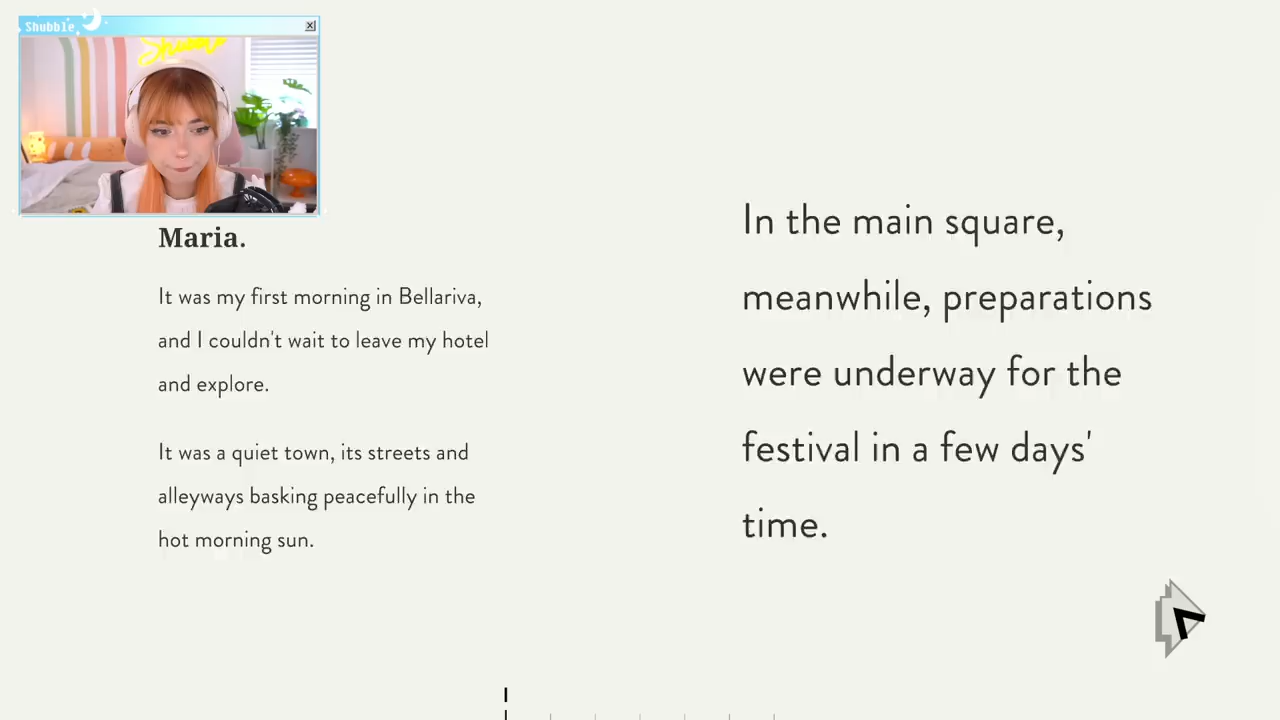 Shubble
Shubble
Maria.
It was my first morning in Bellariva,
and I couldn't wait to leave my hotel
and explore.
It was a quiet town, its streets and
alleyways basking peacefully in the
hot morning sun.
In the main square,
meanwhile, preparations
were underway for the
festival in a few days'
time.